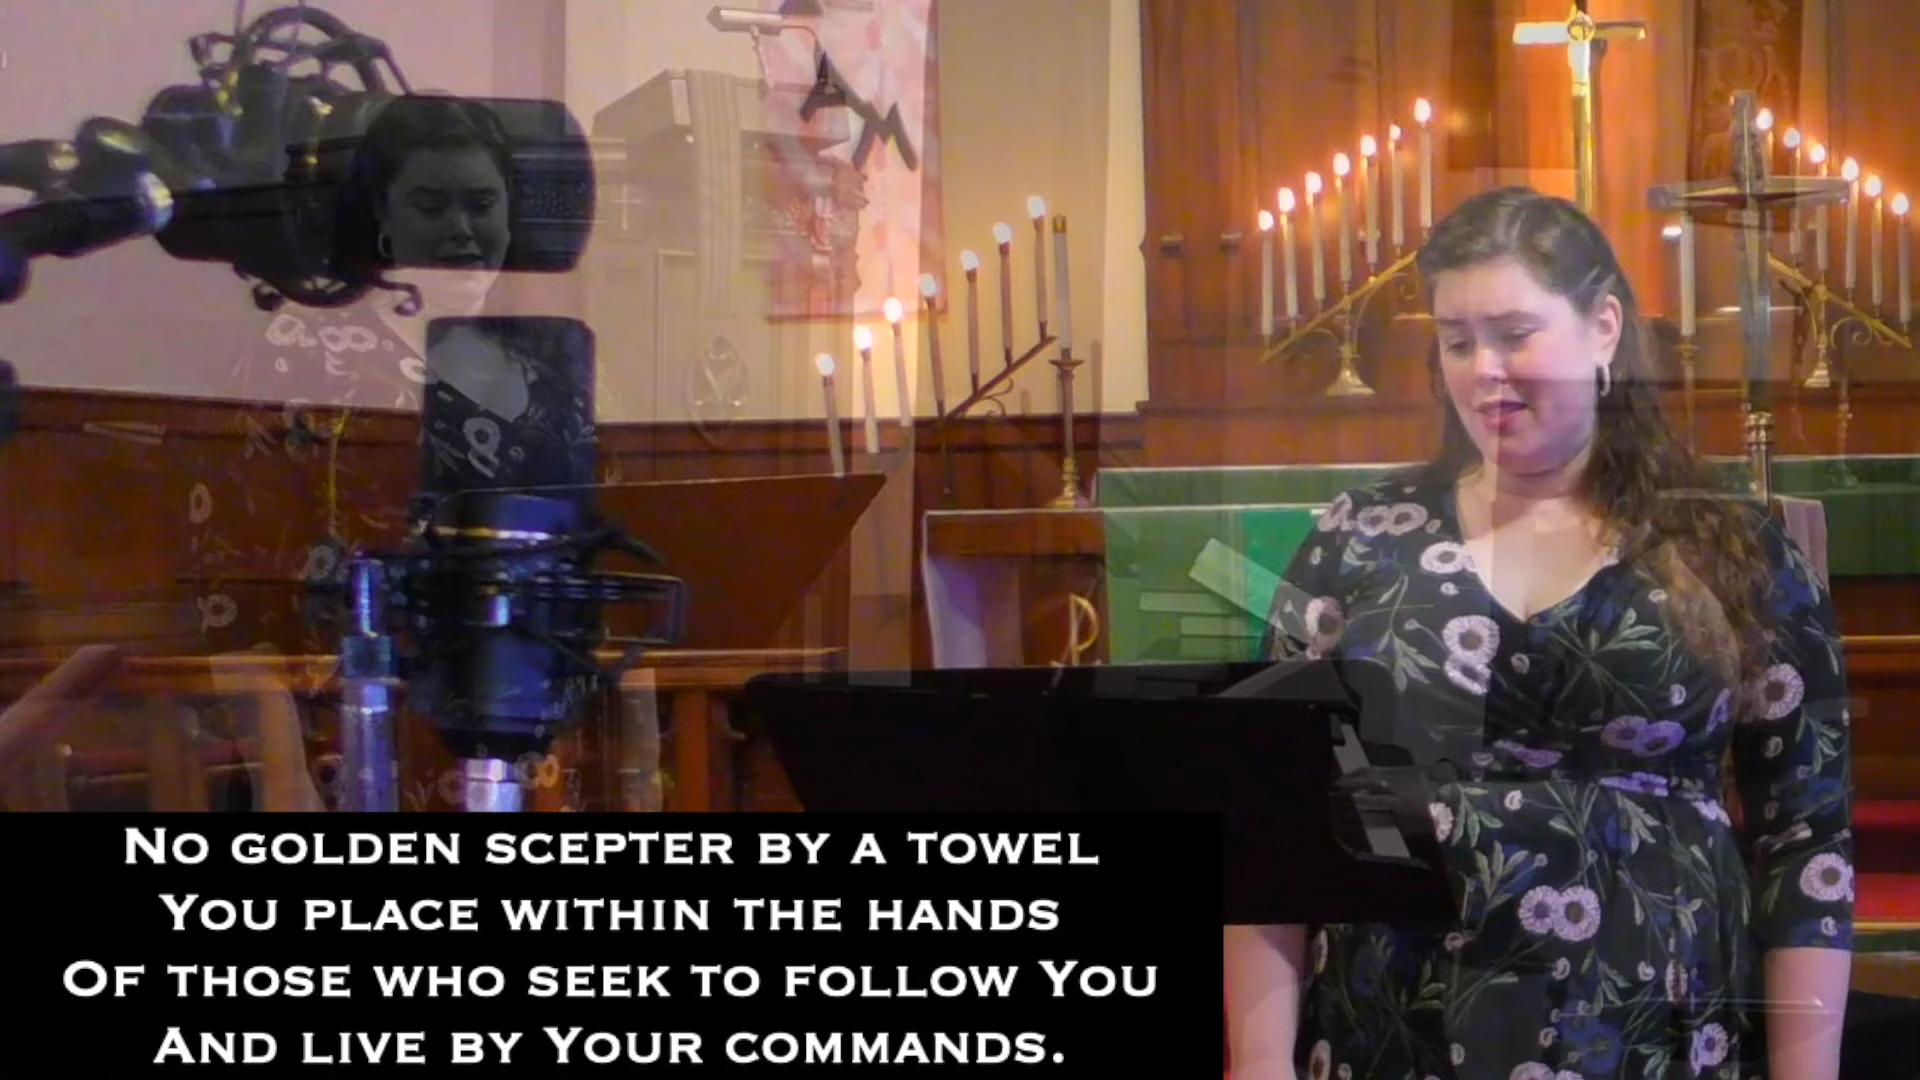 AM
No golden scepter by a towel
You place within the hands
Of those who seek to follow You
And live by Your commands.